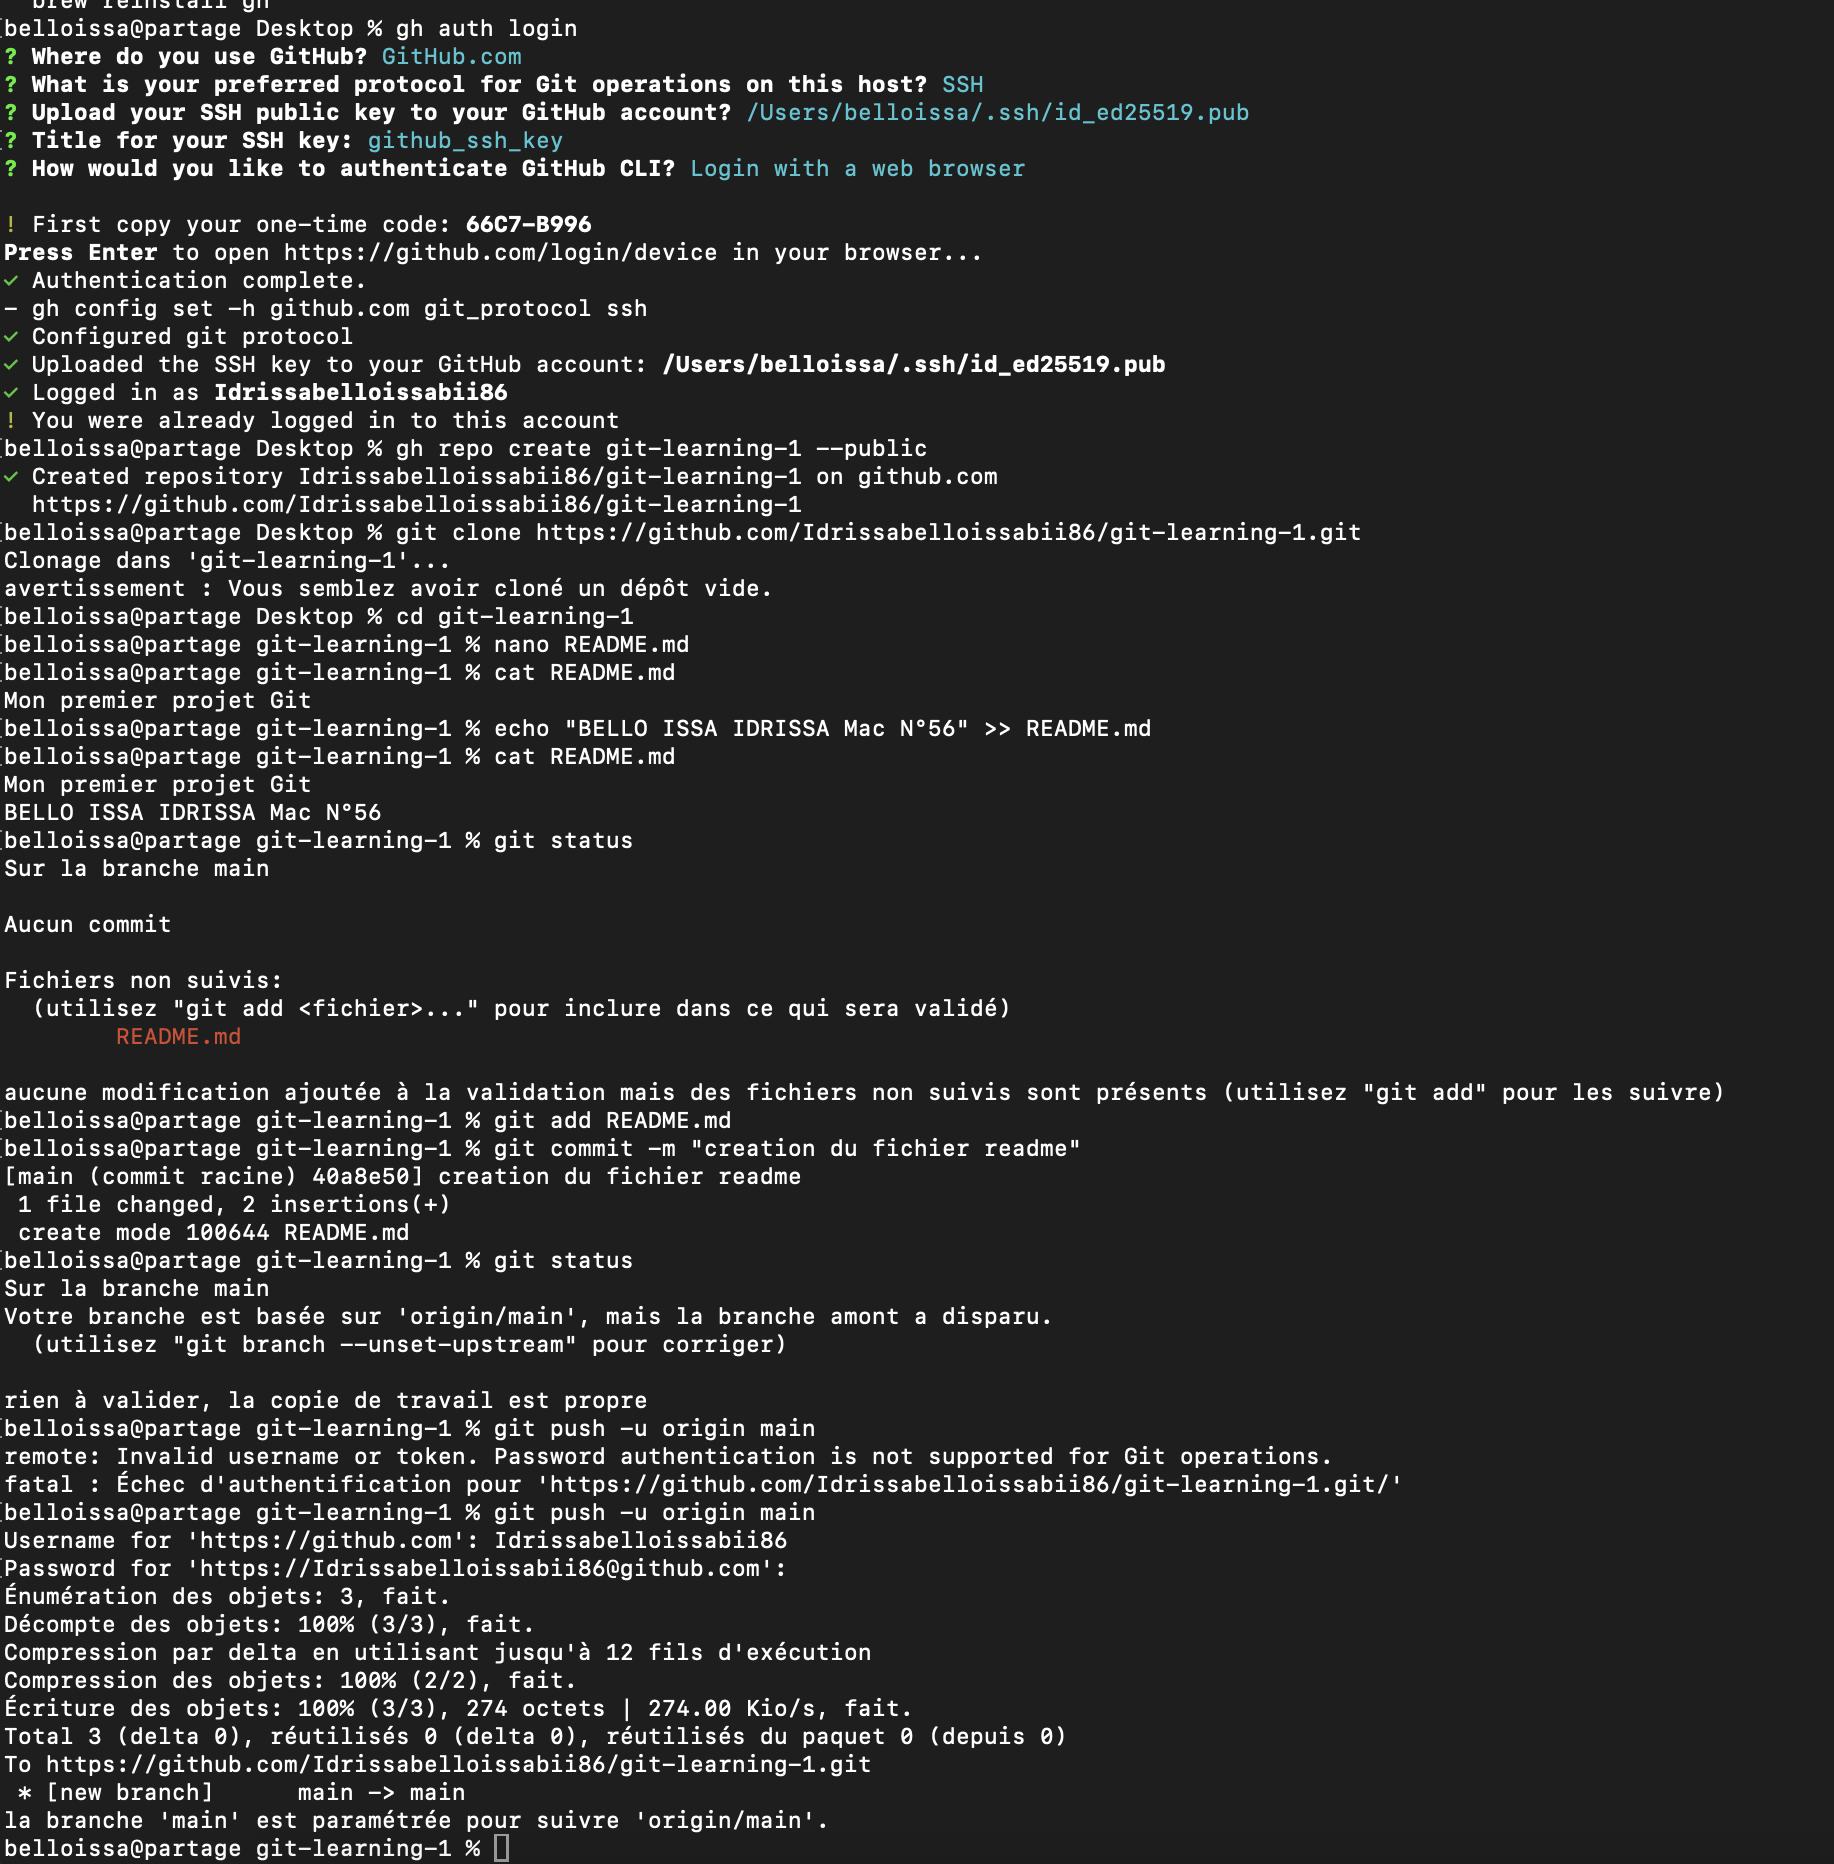 brew reinstall gh
belloissa@partage Desktop % gh auth login
? Where do you use GitHub? GitHub.com
? What is your preferred protocol for Git operations on this host? SSH
? Upload your SSH public key to your GitHub account? /Users/belloissa/.ssh/id_ed25519.pub
? Title for your SSH key: github_ssh_key
? How would you like to authenticate GitHub CLI? Login with a web browser
! First copy your one-time code: 66C7-B996
Press Enter to open https://github.com/login/device in your browser...
✓ Authentication complete.
- gh config set -h github.com git_protocol ssh
✓ Configured git protocol
✓ Uploaded the SSH key to your GitHub account: /Users/belloissa/.ssh/id_ed25519.pub
✓ Logged in as Idrissabelloissabii86
! You were already logged in to this account
belloissa@partage Desktop % gh repo create git-learning-1 --public
✓ Created repository Idrissabelloissabii86/git-learning-1 on github.com
https://github.com/Idrissabelloissabii86/git-learning-1
belloissa@partage Desktop % git clone https://github.com/Idrissabelloissabii86/git-learning-1.git
Clonage dans 'git-learning-1'...
avertissement : Vous semblez avoir cloné un dépôt vide.
belloissa@partage Desktop % cd git-learning-1
belloissa@partage git-learning-1 % nano README.md
belloissa@partage git-learning-1 % cat README.md
Mon premier projet Git
belloissa@partage git-learning-1 % echo "BELLO ISSA IDRISSA Mac N°56" >> README.md
belloissa@partage git-learning-1 % cat README.md
Mon premier projet Git
BELLO ISSA IDRISSA Mac N°56
belloissa@partage git-learning-1 % git status
Sur la branche main
Aucun commit
Fichiers non suivis:
(utilisez "git add <fichier>..." pour inclure dans ce qui sera validé)
README.md
aucune modification ajoutée à la validation mais des fichiers non suivis sont présents (utilisez "git add" pour les suivre)
belloissa@partage git-learning-1 % git add README.md
belloissa@partage git-learning-1 % git commit -m "creation du fichier readme"
[main (commit racine) 40a8e50] creation du fichier readme
1 file changed, 2 insertions(+)
create mode 100644 README.md
belloissa@partage git-learning-1 % git status
Sur la branche main
Votre branche est basée sur 'origin/main', mais la branche amont a disparu.
(utilisez "git branch --unset-upstream" pour corriger)
rien à valider, la copie de travail est propre
belloissa@partage git-learning-1 % git push -u origin main
remote: Invalid username or token. Password authentication is not supported for Git operations.
fatal : Échec d'authentification pour 'https://github.com/Idrissabelloissabii86/git-learning-1.git/'
belloissa@partage git-learning-1 % git push -u origin main
Username for 'https://github.com': Idrissabelloissabii86
Password for 'https://Idrissabelloissabii86@github.com':
Énumération des objets: 3, fait.
Décompte des objets: 100% (3/3), fait.
Compression par delta en utilisant jusqu'à 12 fils d'exécution
Compression des objets: 100% (2/2), fait.
Écriture des objets: 100% (3/3), 274 octets | 274.00 Kio/s, fait.
Total 3 (delta 0), réutilisés 0 (delta 0), réutilisés du paquet 0 (depuis 0)
To https://github.com/Idrissabelloissabii86/git-learning-1.git
* [new branch] main -> main
la branche 'main' est paramétrée pour suivre 'origin/main'.
belloissa@partage git-learning-1 %